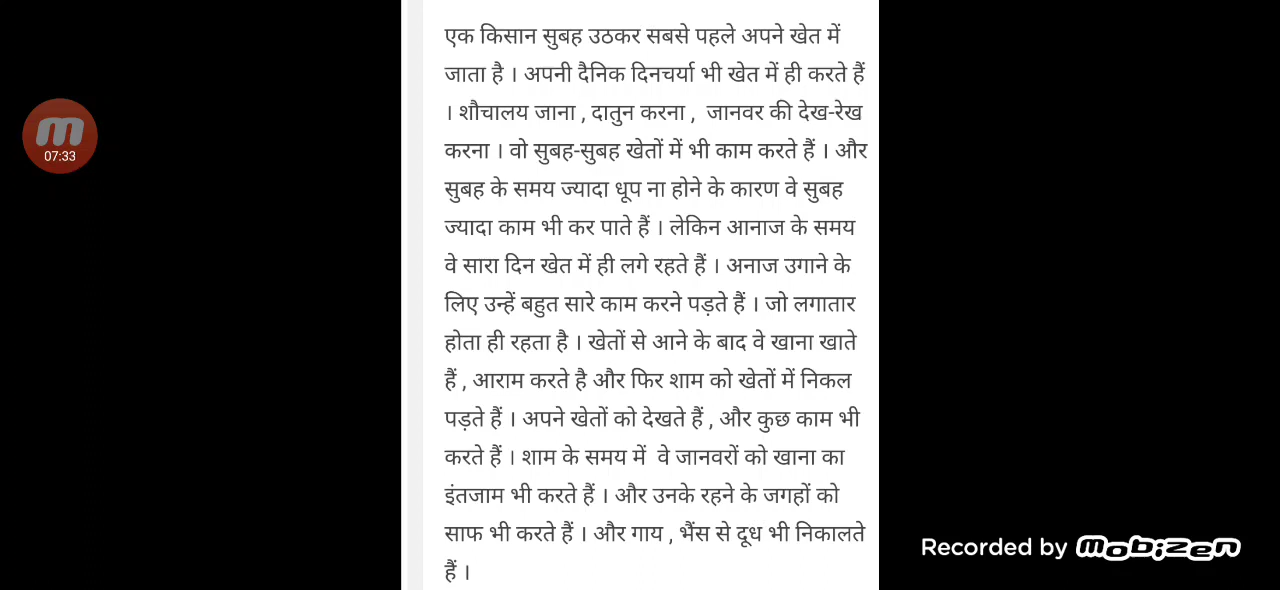 एक किसान सुबह उठकर सबसे पहले अपने खेत में
जाता है । अपनी दैनिक दिनचर्या भी खेत में ही करते हैं
। शौचालय जाना , दातुन करना ,  जानवर की देख-रेख
करना । वो सुबह-सुबह खेतों में भी काम करते हैं । और
सुबह के समय ज्यादा धूप ना होने के कारण वे सुबह
ज्यादा काम भी कर पाते हैं । लेकिन आनाज के समय
वे सारा दिन खेत में ही लगे रहते हैं । अनाज उगाने के
लिए उन्हें बहुत सारे काम करने पड़ते हैं । जो लगातार
होता ही रहता है । खेतों से आने के बाद वे खाना खाते
हैं , आराम करते है और फिर शाम को खेतों में निकल
पड़ते हैं । अपने खेतों को देखते हैं , और कुछ काम भी
करते हैं । शाम के समय में  वे जानवरों को खाना का
इंतजाम भी करते हैं । और उनके रहने के जगहों को
साफ भी करते हैं । और गाय , भैंस से दूध भी निकालते
हैं ।
m
07:33
Recorded by mobizen